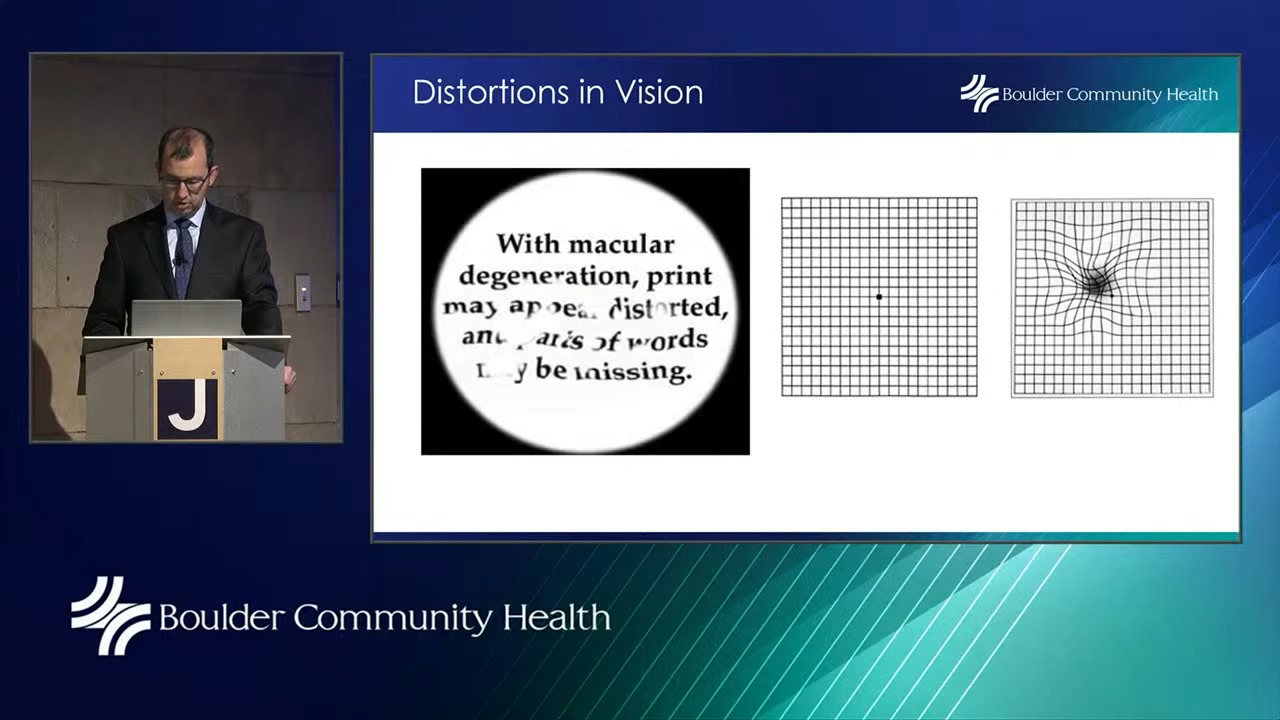 Distortions in Vision
Boulder Community Health
With macular
degeneration, print
may appear distorted,
and parts of words
may be missing.
J
Boulder Community Health